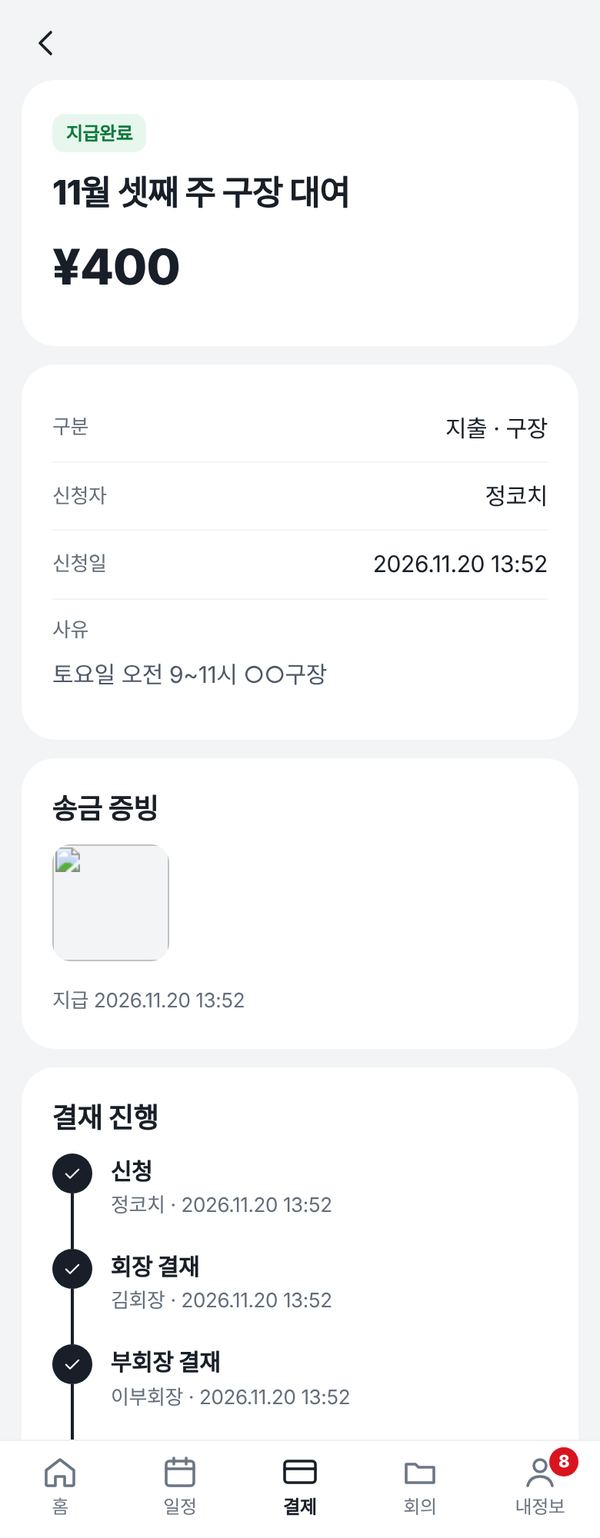 지급완료
11월 셋째 주 구장 대여
¥400
구분 지출 · 구장
신청자 정코치
신청일 2026.11.20 13:52
사유
토요일 오전 9~11시 ○○구장
송금 증빙
지급 2026.11.20 13:52
결재 진행
신청
정코치 · 2026.11.20 13:52
회장 결재
김회장 · 2026.11.20 13:52
부회장 결재
이부회장 · 2026.11.20 13:52
8
홈 일정 결제 회의 내정보